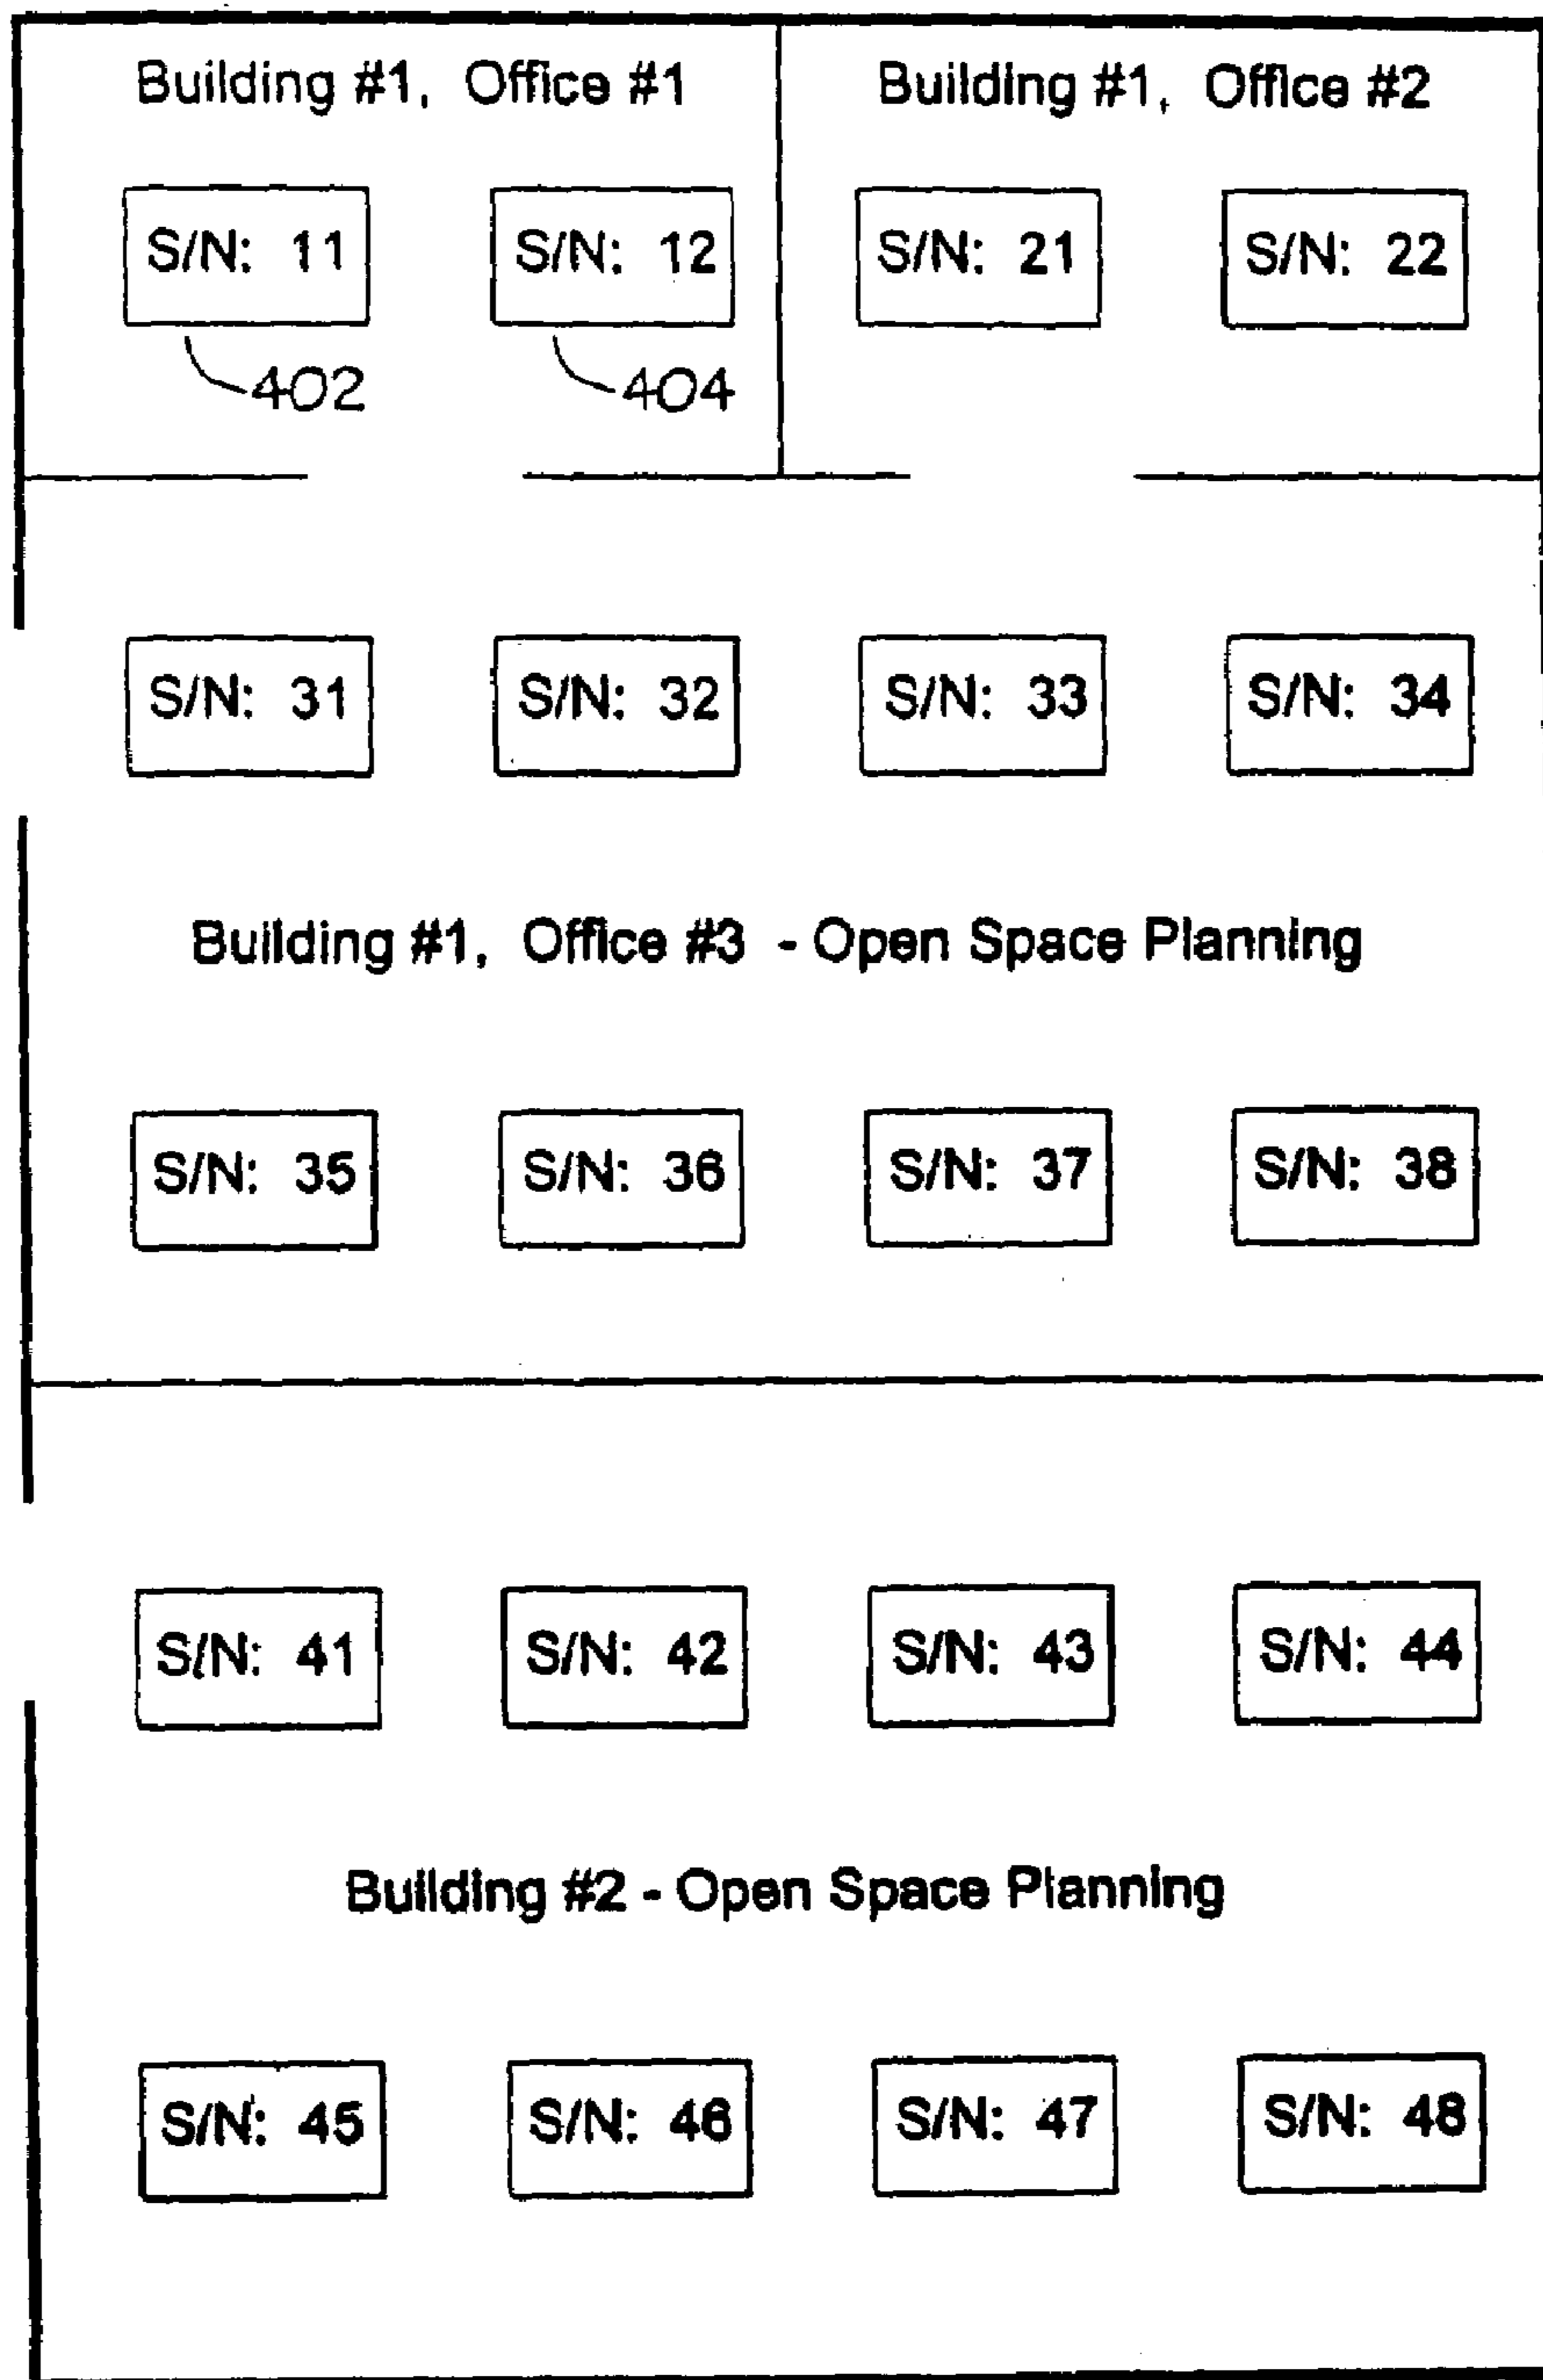 Building #1, Office #1 Building #1, Office #2
S/N: 11 S/N: 12 S/N: 21 S/N: 22
402 404
S/N: 31 S/N: 32 S/N: 33 S/N: 34
Building #1, Office #3 - Open Space Planning
S/N: 35 S/N: 36 S/N: 37 S/N: 38
S/N: 41 S/N: 42 S/N: 43 S/N: 44
Building #2 - Open Space Planning
S/N: 45 S/N: 46 S/N: 47 S/N: 48